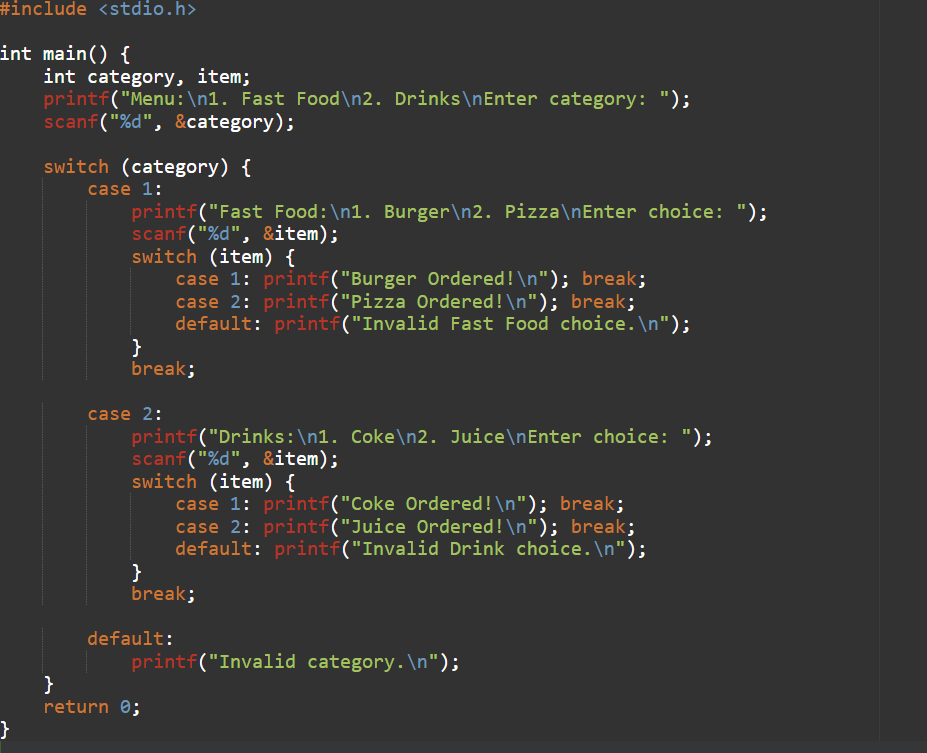 #include <stdio.h>

int main() {
    int category, item;
    printf("Menu:\n1. Fast Food\n2. Drinks\nEnter category: ");
    scanf("%d", &category);

    switch (category) {
        case 1:
            printf("Fast Food:\n1. Burger\n2. Pizza\nEnter choice: ");
            scanf("%d", &item);
            switch (item) {
                case 1: printf("Burger Ordered!\n"); break;
                case 2: printf("Pizza Ordered!\n"); break;
                default: printf("Invalid Fast Food choice.\n");
            }
            break;

        case 2:
            printf("Drinks:\n1. Coke\n2. Juice\nEnter choice: ");
            scanf("%d", &item);
            switch (item) {
                case 1: printf("Coke Ordered!\n"); break;
                case 2: printf("Juice Ordered!\n"); break;
                default: printf("Invalid Drink choice.\n");
            }
            break;

        default:
            printf("Invalid category.\n");
    }
    return 0;
}